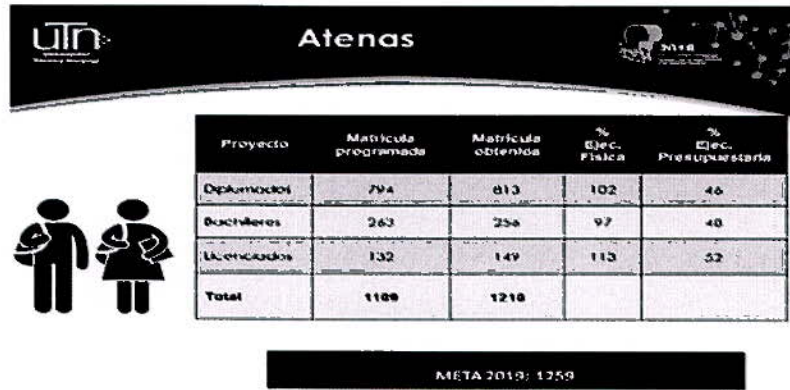 UTN
Atenas
2018
Proyecto Matrícula programada Matrícula obtenida % Ejec. Física % Ejec. Presupuestaria
Diplomados 794 813 102 46
Bachilleres 263 256 97 40
Licenciados 132 149 113 52
Total 1189 1218
META 2019: 1259